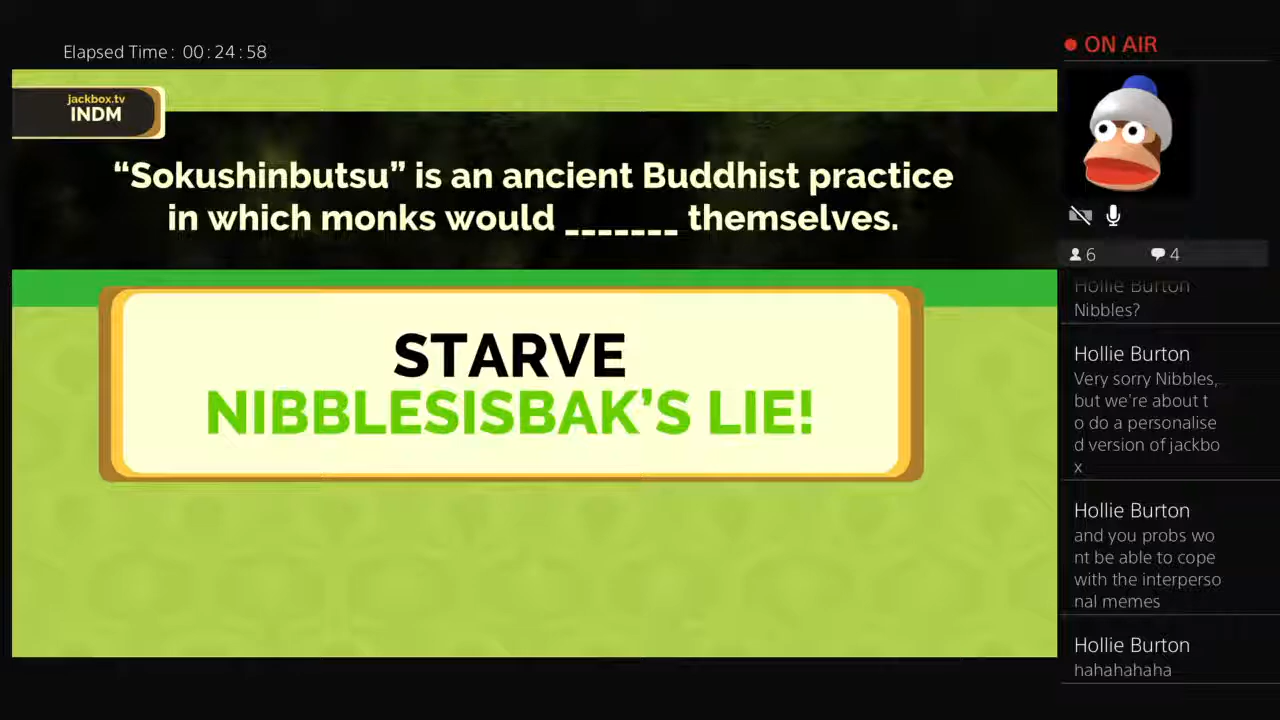 Elapsed Time: 00:24:58
ON AIR
jackbox.tv
INDM
“Sokushinbutsu” is an ancient Buddhist practice
in which monks would _______ themselves.
STARVE
NIBBLESISBAK’S LIE!
6
4
Hollie Burton
Nibbles?
Hollie Burton
Very sorry Nibbles,
but we're about t
o do a personalise
d version of jackbo
x
Hollie Burton
and you probs wo
nt be able to cope
with the interperso
nal memes
Hollie Burton
hahahahaha